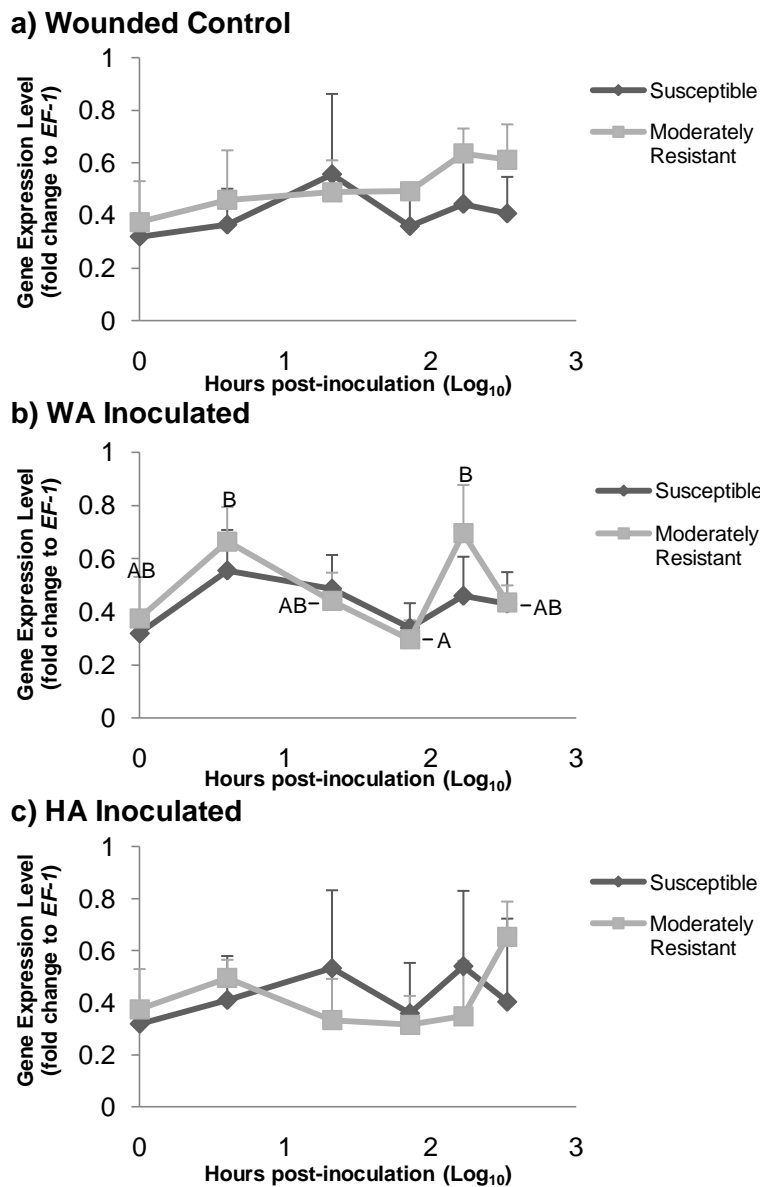 a) Wounded Control
Gene Expression Level
(fold change to EF-1)
1
0.8
0.6
0.4
0.2
0
0 1 2 3
Hours post-inoculation (Log₁₀)
Susceptible
Moderately
Resistant
b) WA Inoculated
Gene Expression Level
(fold change to EF-1)
1
0.8
0.6
0.4
0.2
0
AB
B
AB
A
B
AB
0 1 2 3
Hours post-inoculation (Log₁₀)
Susceptible
Moderately
Resistant
c) HA Inoculated
Gene Expression Level
(fold change to EF-1)
1
0.8
0.6
0.4
0.2
0
0 1 2 3
Hours post-inoculation (Log₁₀)
Susceptible
Moderately
Resistant